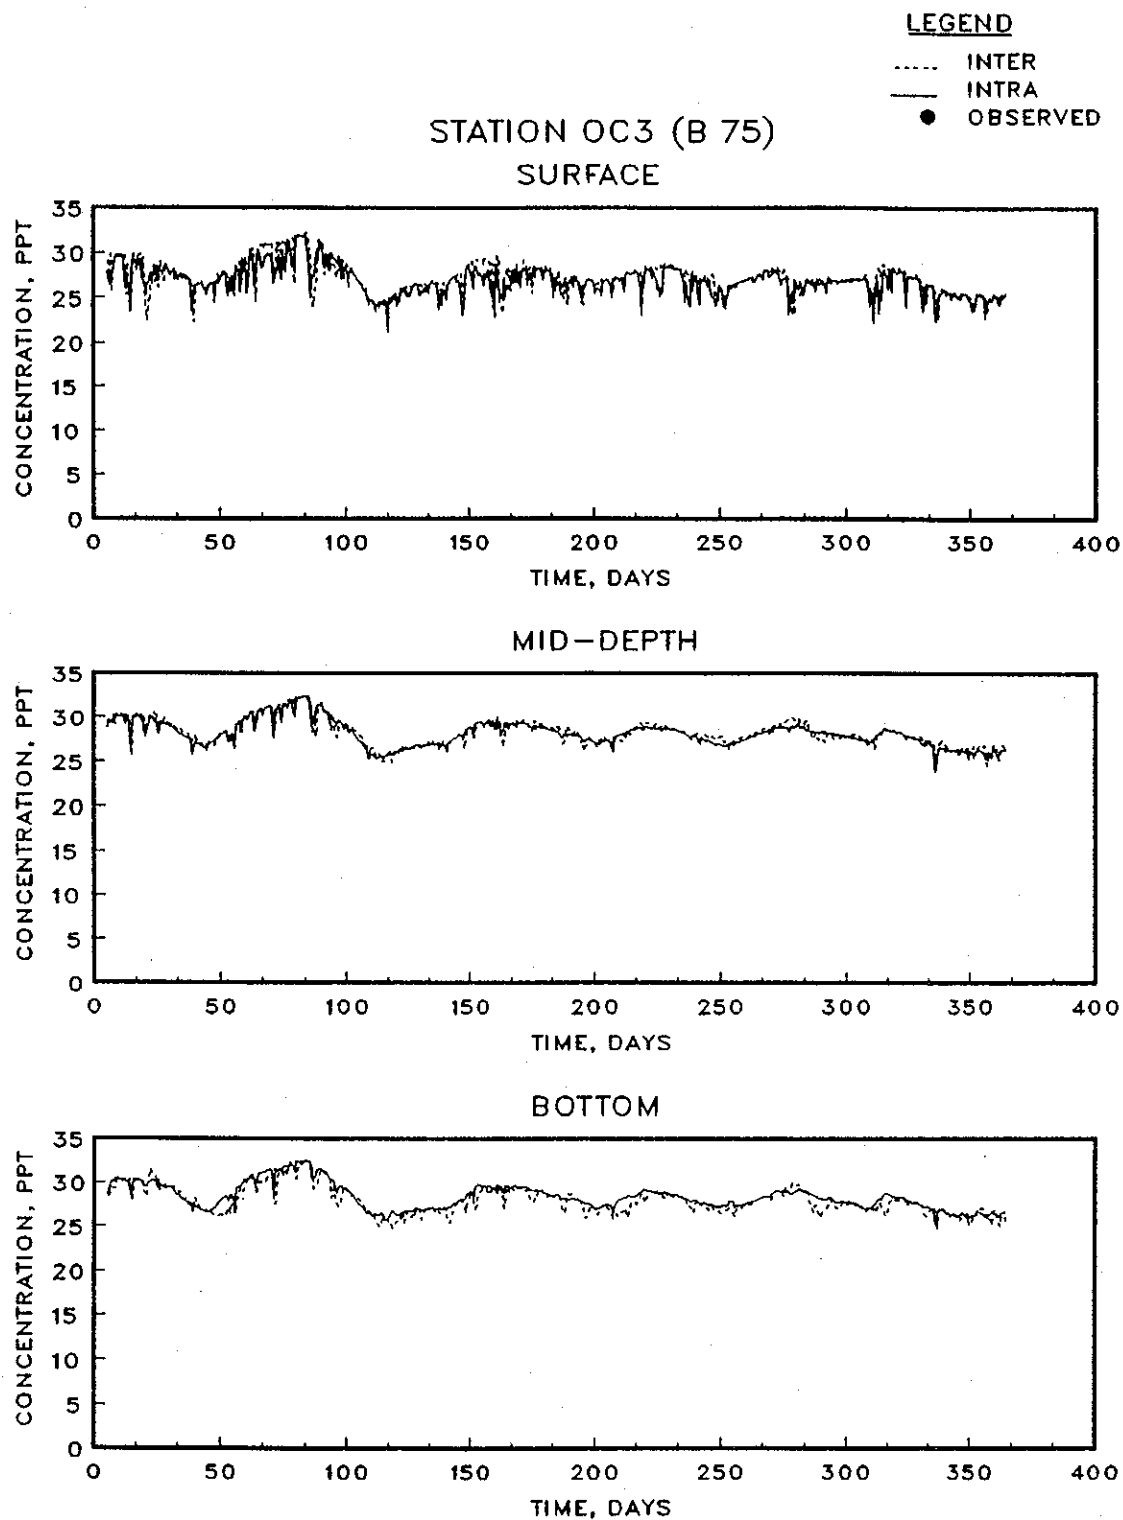 LEGEND
INTER
INTRA
OBSERVED
STATION OC3 (B 75)
SURFACE
CONCENTRATION, PPT
35
30
25
20
15
10
5
0
0 50 100 150 200 250 300 350 400
TIME, DAYS
MID-DEPTH
CONCENTRATION, PPT
35
30
25
20
15
10
5
0
0 50 100 150 200 250 300 350 400
TIME, DAYS
BOTTOM
CONCENTRATION, PPT
35
30
25
20
15
10
5
0
0 50 100 150 200 250 300 350 400
TIME, DAYS